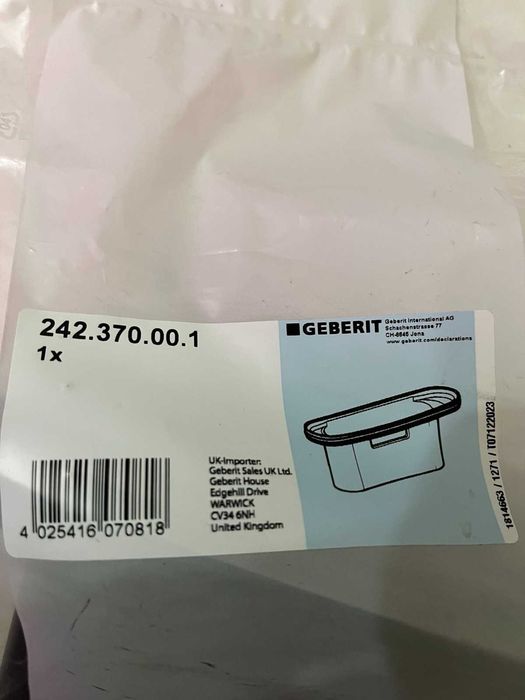 242.370.00.1
1x
GEBERIT
Geberit International AG
Schachenstrasse 77
CH-8645 Jona
www.geberit.com/declarations
UK-Importer:
Geberit Sales UK Ltd.
Geberit House
Edgehill Drive
WARWICK
CV34 6NH
United Kingdom
4 025416 070818
1814663 / 1271 / T07122023